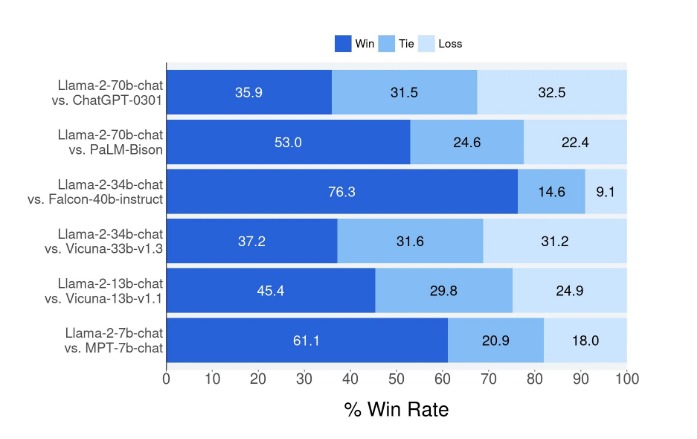 Win Tie Loss
Llama-2-70b-chat
vs. ChatGPT-0301
35.9 31.5 32.5
Llama-2-70b-chat
vs. PaLM-Bison
53.0 24.6 22.4
Llama-2-34b-chat
vs. Falcon-40b-instruct
76.3 14.6 9.1
Llama-2-34b-chat
vs. Vicuna-33b-v1.3
37.2 31.6 31.2
Llama-2-13b-chat
vs. Vicuna-13b-v1.1
45.4 29.8 24.9
Llama-2-7b-chat
vs. MPT-7b-chat
61.1 20.9 18.0
0 10 20 30 40 50 60 70 80 90 100
% Win Rate